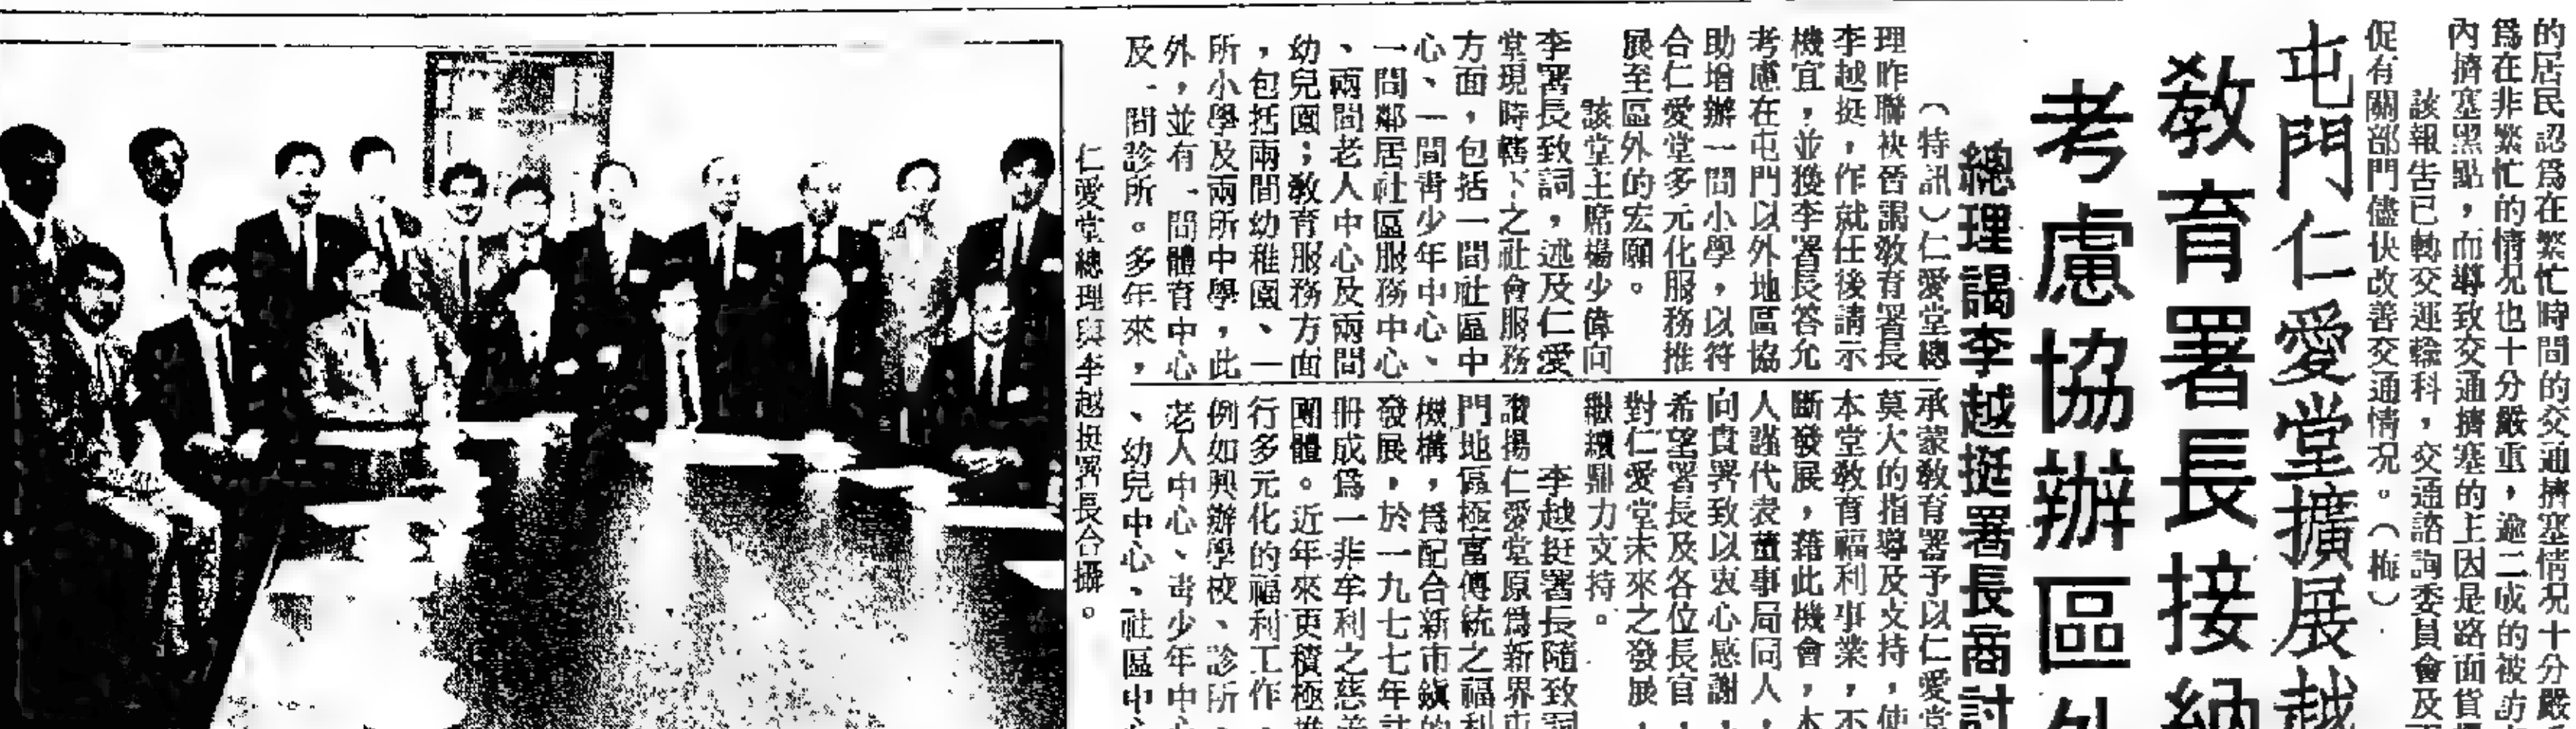 的居民認爲在繁忙時間的交通擠塞情况十分嚴
爲在非繁忙的情况也十分嚴重，逾二成的被訪
內擠塞黑點，而導致交通擠塞的主因是路面貨
該報告已轉交運輸科，交通諮詢委員會及
促有關部門儘快改善交通情况。（梅）
屯門仁愛堂擴展越
教育署長接納
考慮協辦區外
總理謁李越挺署長商討
（特訊）仁愛堂總
理昨聯袂晉謁教育署長
李越挺，作就任後請示
機宜，並獲李署長答允
考慮在屯門以外地區協
助增辦一間小學，以符
合仁愛堂多元化服務推
展至區外的宏願。
該堂主席楊少偉向
李署長致詞，述及仁愛
堂現時轄下之社會服務
方面，包括一間社區中
心、一間靑少年中心、
一間鄰居社區服務中心
、兩間老人中心及兩間
幼兒園；教育服務方面
，包括兩間幼稚園、一
所小學及兩所中學，此
外，並有一間體育中心
及一間診所。多年來，
承蒙教育署予以仁愛堂
莫大的指導及支持，使
本堂教育福利事業，不
斷發展，藉此機會，本
人謹代表董事局同人，
向貴署致以衷心感謝，
希望署長及各位長官，
對仁愛堂未來之發展，
繼續鼎力支持。
李越挺署長隨致詞
讚揚仁愛堂原爲新界屯
門地區極富傳統之福利
機構，爲配合新市鎭的
發展，於一九七七年註
冊成爲一非牟利之慈善
團體。近年來更積極推
行多元化的福利工作，
例如興辦學校、診所、
老人中心、靑少年中心
、幼兒中心、社區中心
仁愛堂總理與李越挺署長合攝。